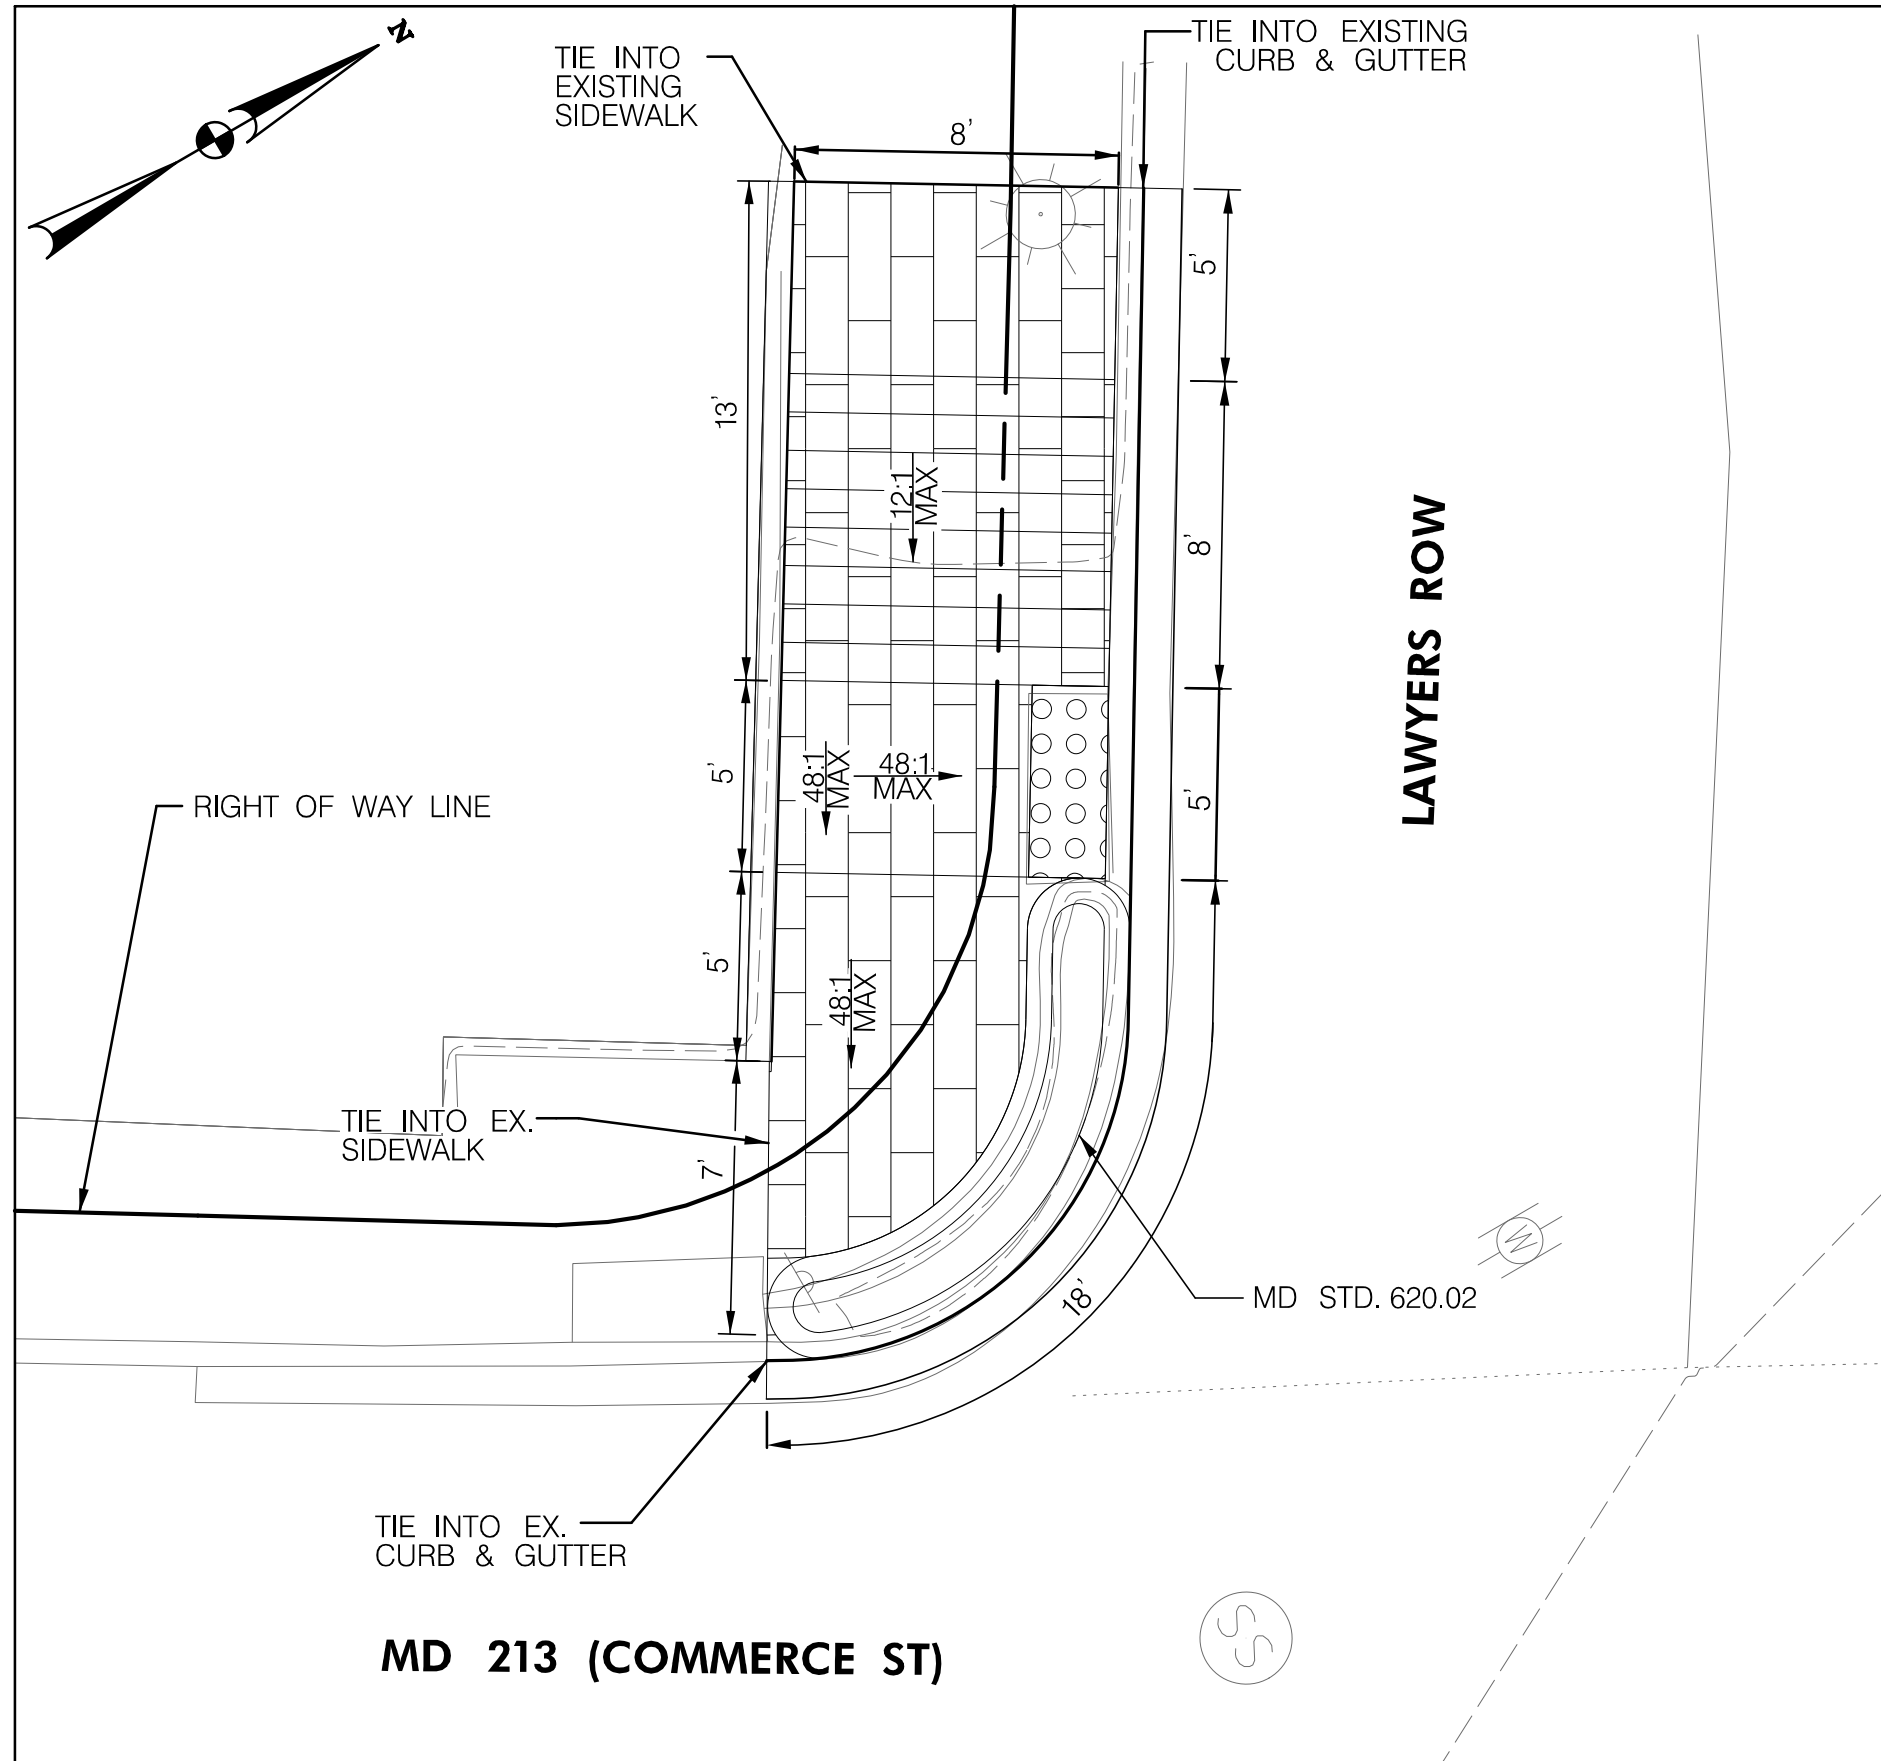 N
TIE INTO
EXISTING
SIDEWALK
TIE INTO EXISTING
CURB & GUTTER
8'
5'
13'
12:1
MAX
8'
LAWYERS ROW
48:1
MAX
48:1
MAX
5'
5'
RIGHT OF WAY LINE
5'
48:1
MAX
TIE INTO EX.
SIDEWALK
7'
W
18'
MD STD. 620.02
TIE INTO EX.
CURB & GUTTER
SS
MD 213 (COMMERCE ST)